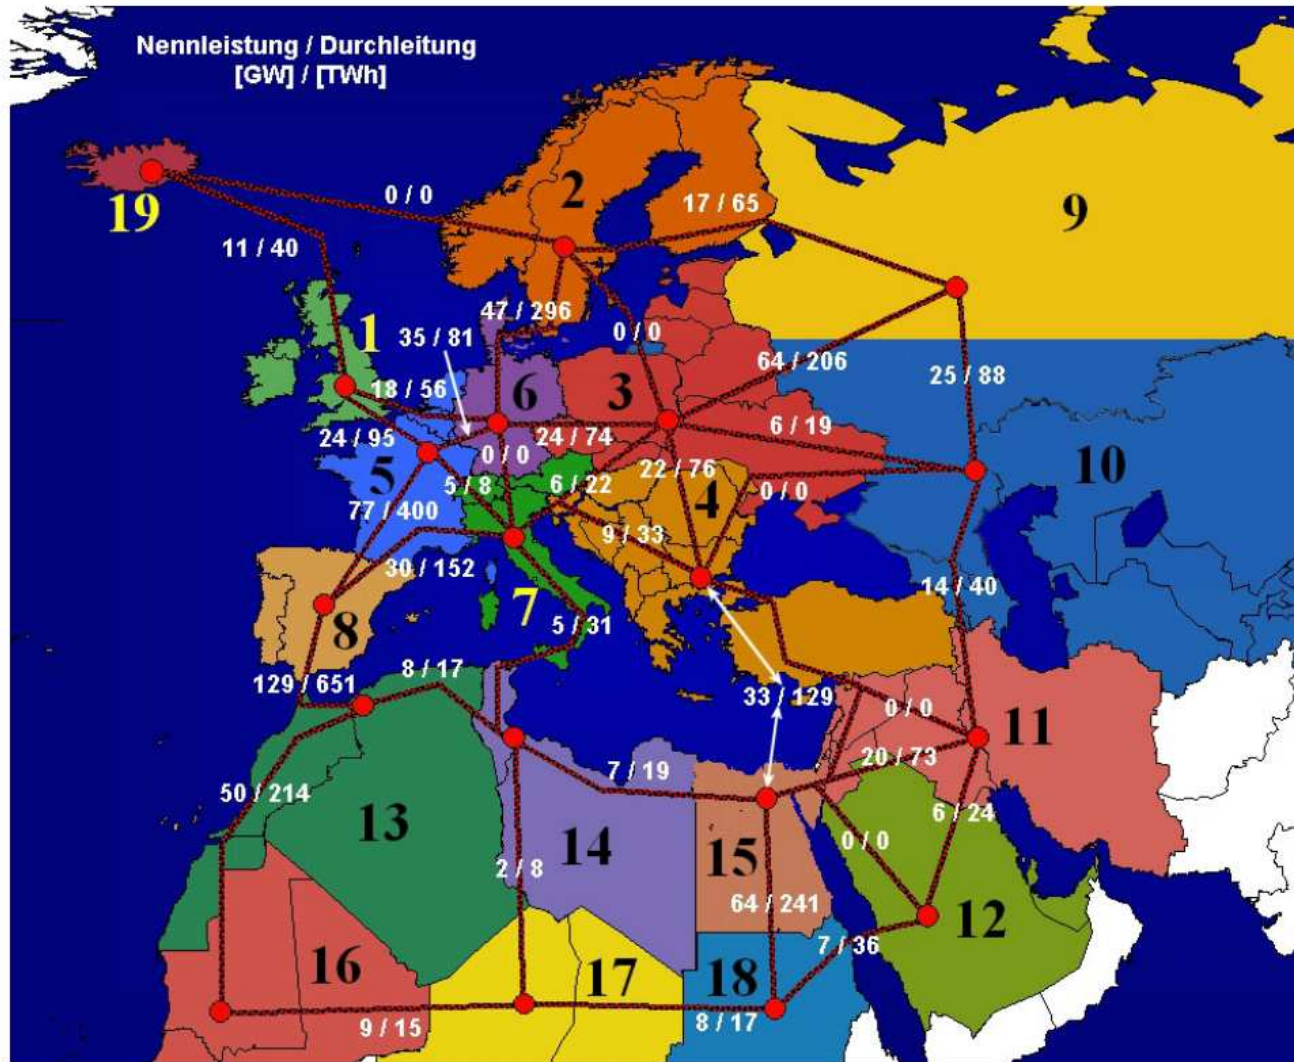 Nennleistung / Durchleitung
[GW] / [TWh]
0 / 0
2
17 / 65
9
19
11 / 40
47 / 296
1
35 / 81
0 / 0
64 / 206
25 / 88
18 / 56
6
3
6 / 19
24 / 95
24 / 74
0 / 0
5
5 / 8
6 / 22
22 / 76
0 / 0
10
4
77 / 400
9 / 33
30 / 152
14 / 40
7
8
5 / 31
8 / 17
129 / 651
33 / 129
0 / 0
11
20 / 73
7 / 19
50 / 214
13
14
15
0 / 0
6 / 24
2 / 8
64 / 241
12
7 / 36
16
17
18
9 / 15
8 / 17